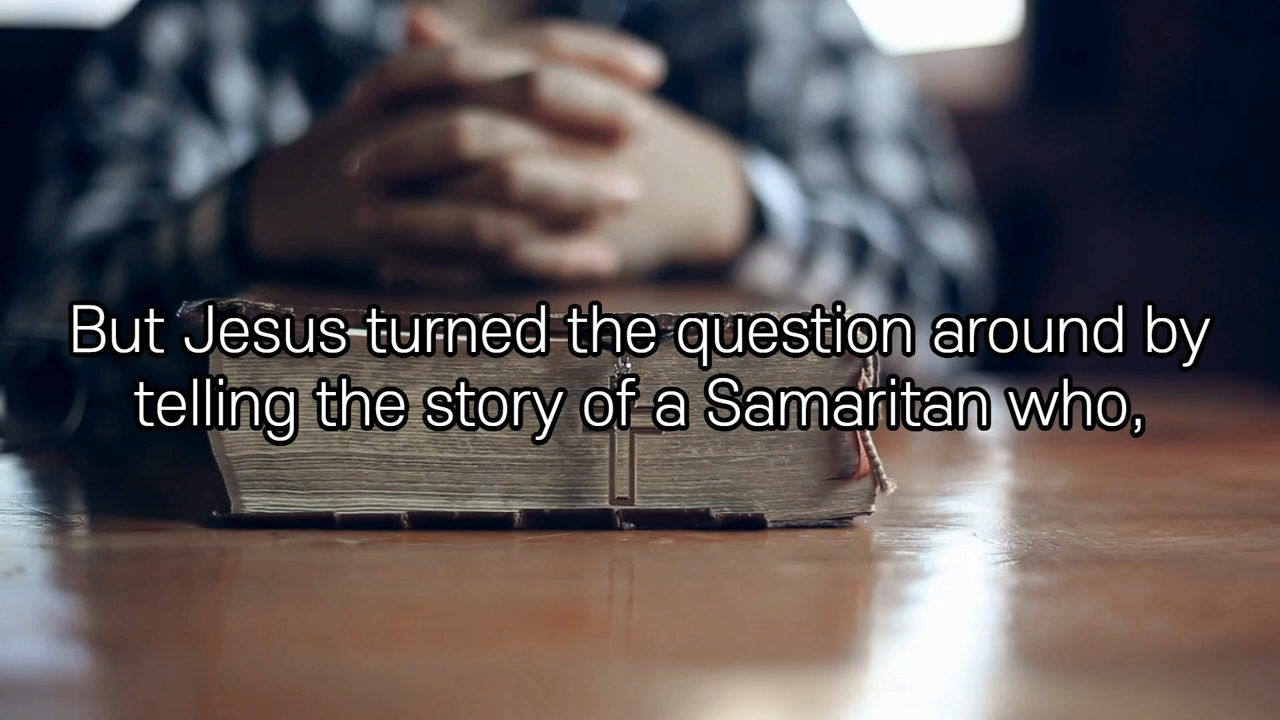 But Jesus turned the question around by
telling the story of a Samaritan who,